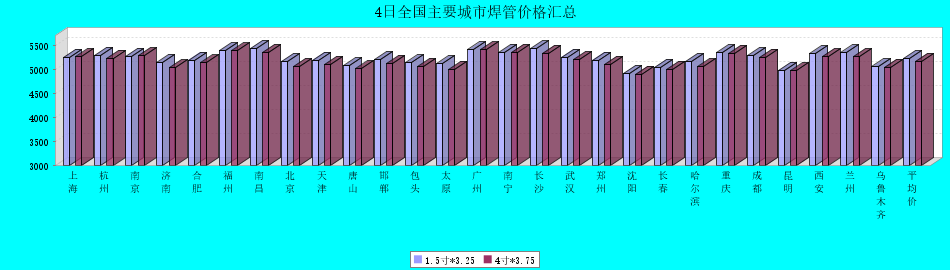 4日全国主要城市焊管价格汇总
5500
5000
4500
4000
3500
3000
上海
杭州
南京
济南
合肥
福州
南昌
北京
天津
唐山
邯郸
包头
太原
广州
南宁
长沙
武汉
郑州
沈阳
长春
哈尔滨
重庆
成都
昆明
西安
兰州
乌鲁木齐
平均价
1.5寸*3.25
4寸*3.75